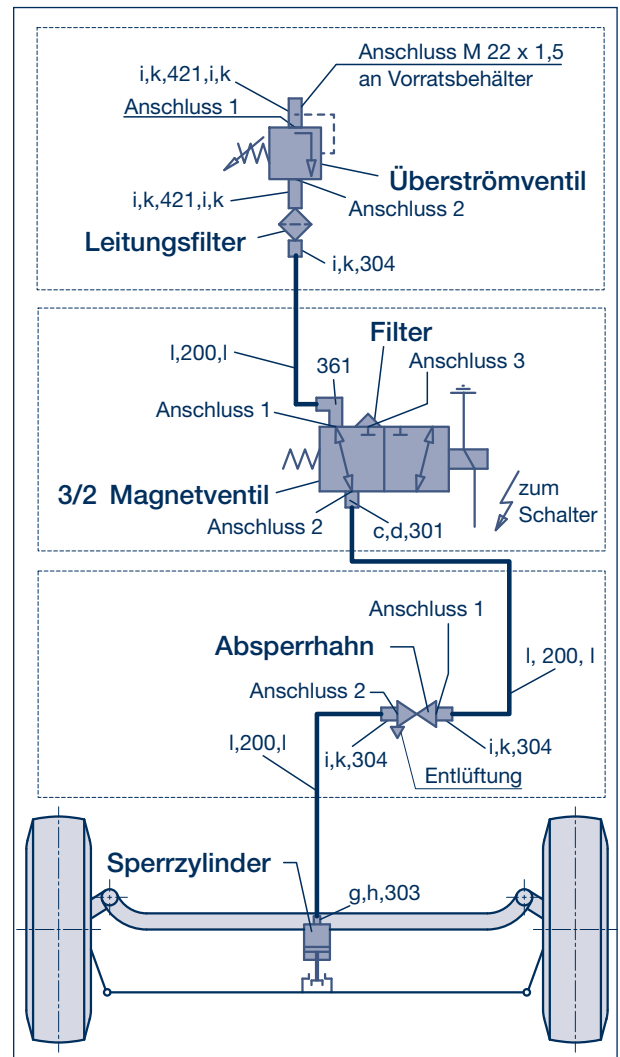 Anschluss M 22 x 1,5
an Vorratsbehälter
i,k,421,i,k
Anschluss 1
Überströmventil
i,k,421,i,k
Anschluss 2
Leitungsfilter
i,k,304
Filter
l,200,l
361
Anschluss 3
Anschluss 1
3/2 Magnetventil
zum
Schalter
Anschluss 2
c,d,301
Anschluss 1
Absperrhahn
l, 200, l
Anschluss 2
l,200,l
i,k,304
i,k,304
Entlüftung
Sperrzylinder
g,h,303